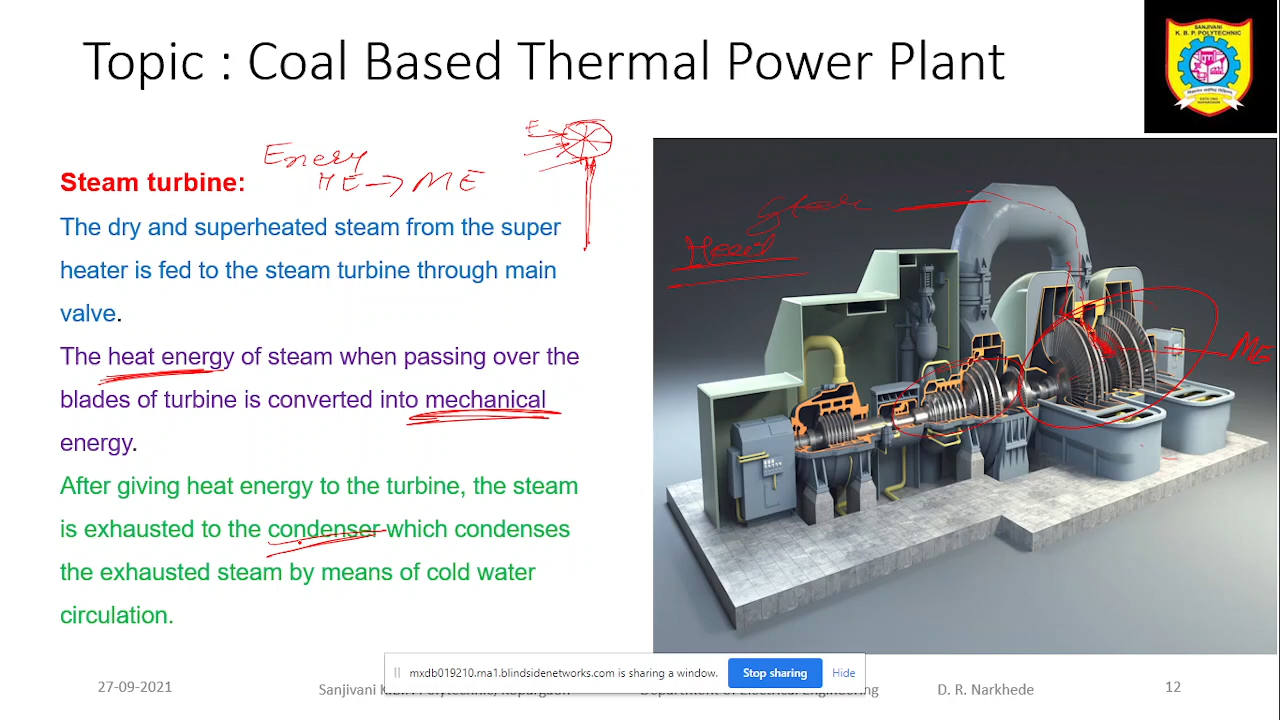 Topic : Coal Based Thermal Power Plant
SANJIVANI
K. B. P. POLYTECHNIC
Energy
HE → ME
E
Steam turbine:
The dry and superheated steam from the super
heater is fed to the steam turbine through main
valve.
The heat energy of steam when passing over the
blades of turbine is converted into mechanical
energy.
After giving heat energy to the turbine, the steam
is exhausted to the condenser which condenses
the exhausted steam by means of cold water
circulation.
Heat
ME
mxdb019210.rna1.blindsidenetworks.com is sharing a window.
Stop sharing
Hide
27-09-2021
Sanjivani K.B.P. Polytechnic, Kopargaon
Department of Electrical Engineering
D. R. Narkhede
12